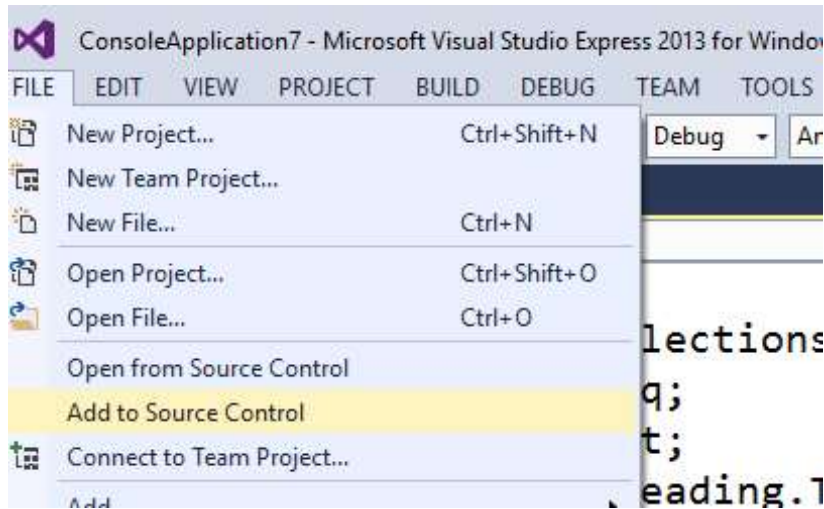 ConsoleApplication7 - Microsoft Visual Studio Express 2013 for
FILE EDIT VIEW PROJECT BUILD DEBUG TEAM TOOLS
New Project... Ctrl+Shift+N Debug
New Team Project...
New File... Ctrl+N
Open Project... Ctrl+Shift+O
Open File... Ctrl+O
lections
Open from Source Control
q;
Add to Source Control
t;
Connect to Team Project...
eading.T
Add